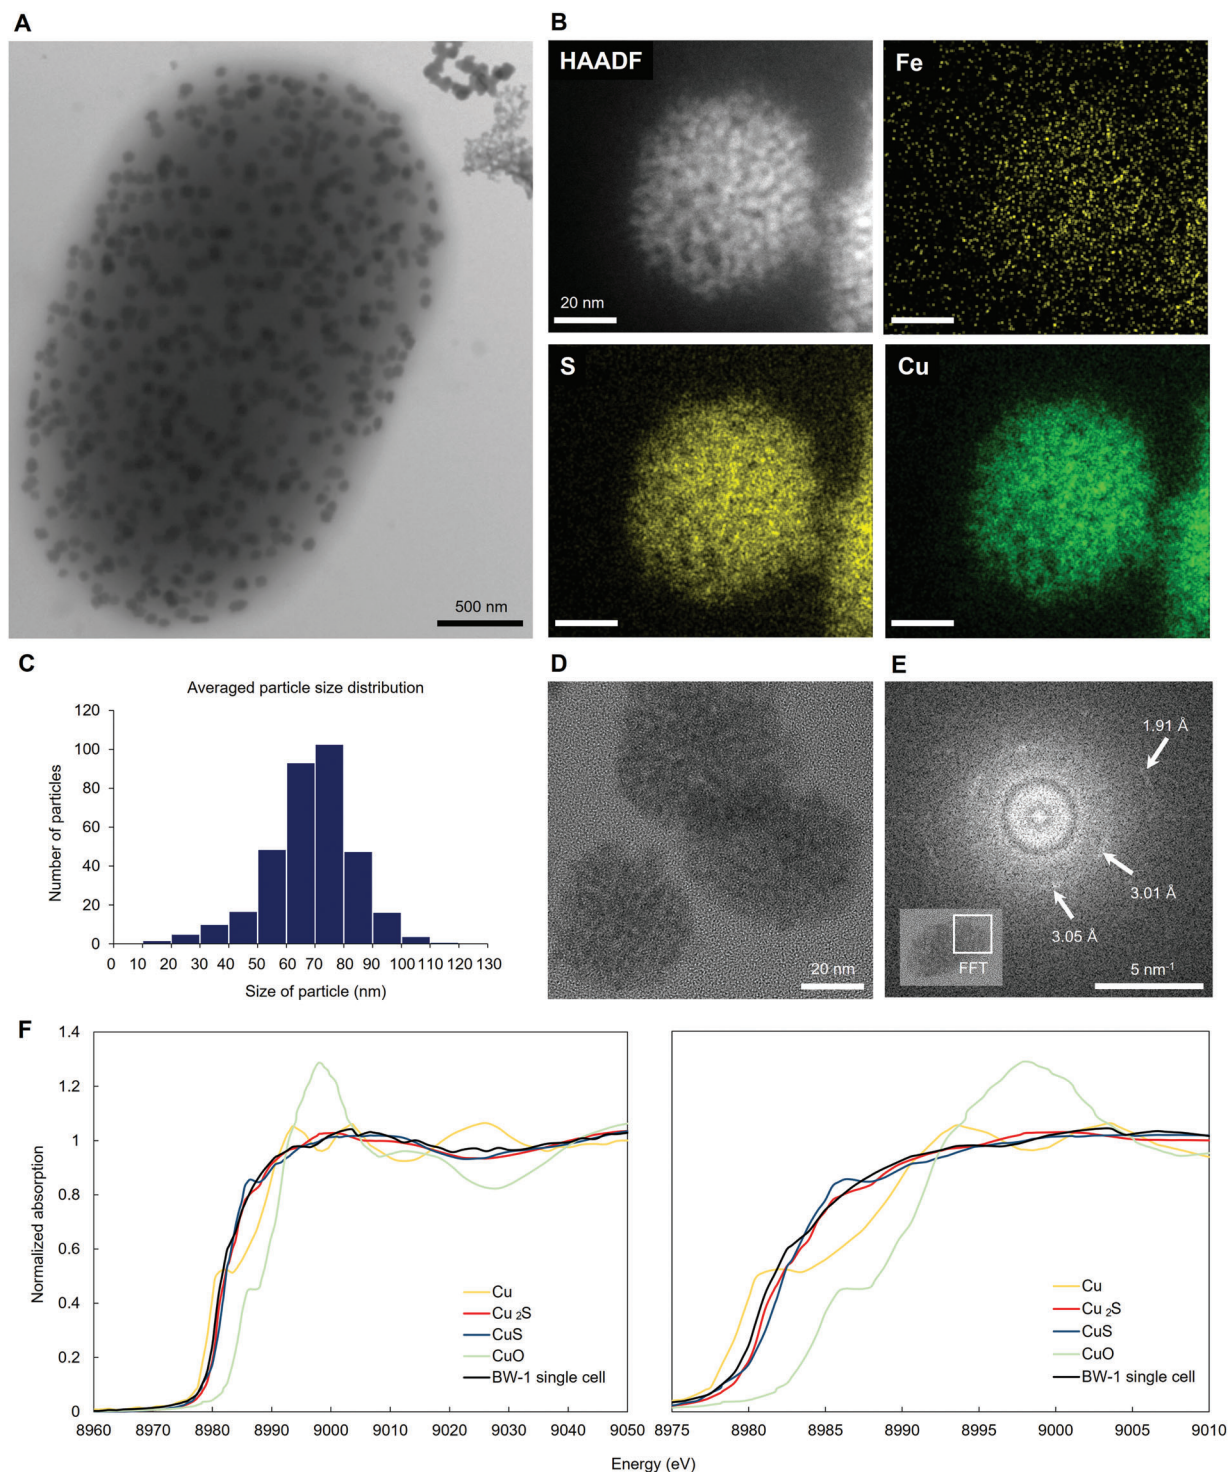 A
500 nm
B
HAADF
20 nm
Fe
S
Cu
C
Averaged particle size distribution
Number of particles
120
100
80
60
40
20
0
0 10 20 30 40 50 60 70 80 90 100 110 120 130
Size of particle (nm)
D
20 nm
E
1.91 Å
3.01 Å
3.05 Å
FFT
5 nm⁻¹
F
Normalized absorption
1.4
1.2
1
0.8
0.6
0.4
0.2
0
Cu
Cu ₂S
CuS
CuO
BW-1 single cell
8960 8970 8980 8990 9000 9010 9020 9030 9040 9050
Cu
Cu ₂S
CuS
CuO
BW-1 single cell
8975 8980 8985 8990 8995 9000 9005 9010
Energy (eV)